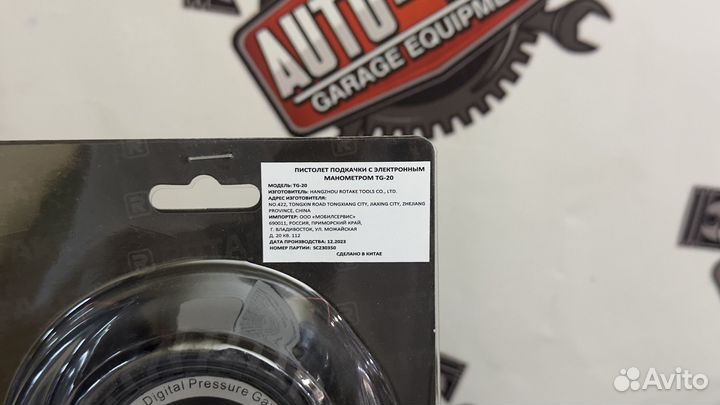 AUTO
GARAGE EQUIPMENT
ПИСТОЛЕТ ПОДКАЧКИ С ЭЛЕКТРОННЫМ
МАНОМЕТРОМ TG-20
МОДЕЛЬ: TG-20
ИЗГОТОВИТЕЛЬ: HANGZHOU ROTAKE TOOLS CO., LTD.
АДРЕС ИЗГОТОВИТЕЛЯ:
NO.422, TONGXIN ROAD TONGXIANG CITY, JIAXING CITY, ZHEJIANG
PROVINCE, CHINA
ИМПОРТЕР: ООО «МОБИЛСЕРВИС»
690011, РОССИЯ, ПРИМОРСКИЙ КРАЙ,
Г. ВЛАДИВОСТОК, УЛ. МОЖАЙСКАЯ
Д. 20 КВ. 112
ДАТА ПРОИЗВОДСТВА: 12.2023
НОМЕР ПАРТИИ: SC230350
СДЕЛАНО В КИТАЕ
Digital Pressure
Avito